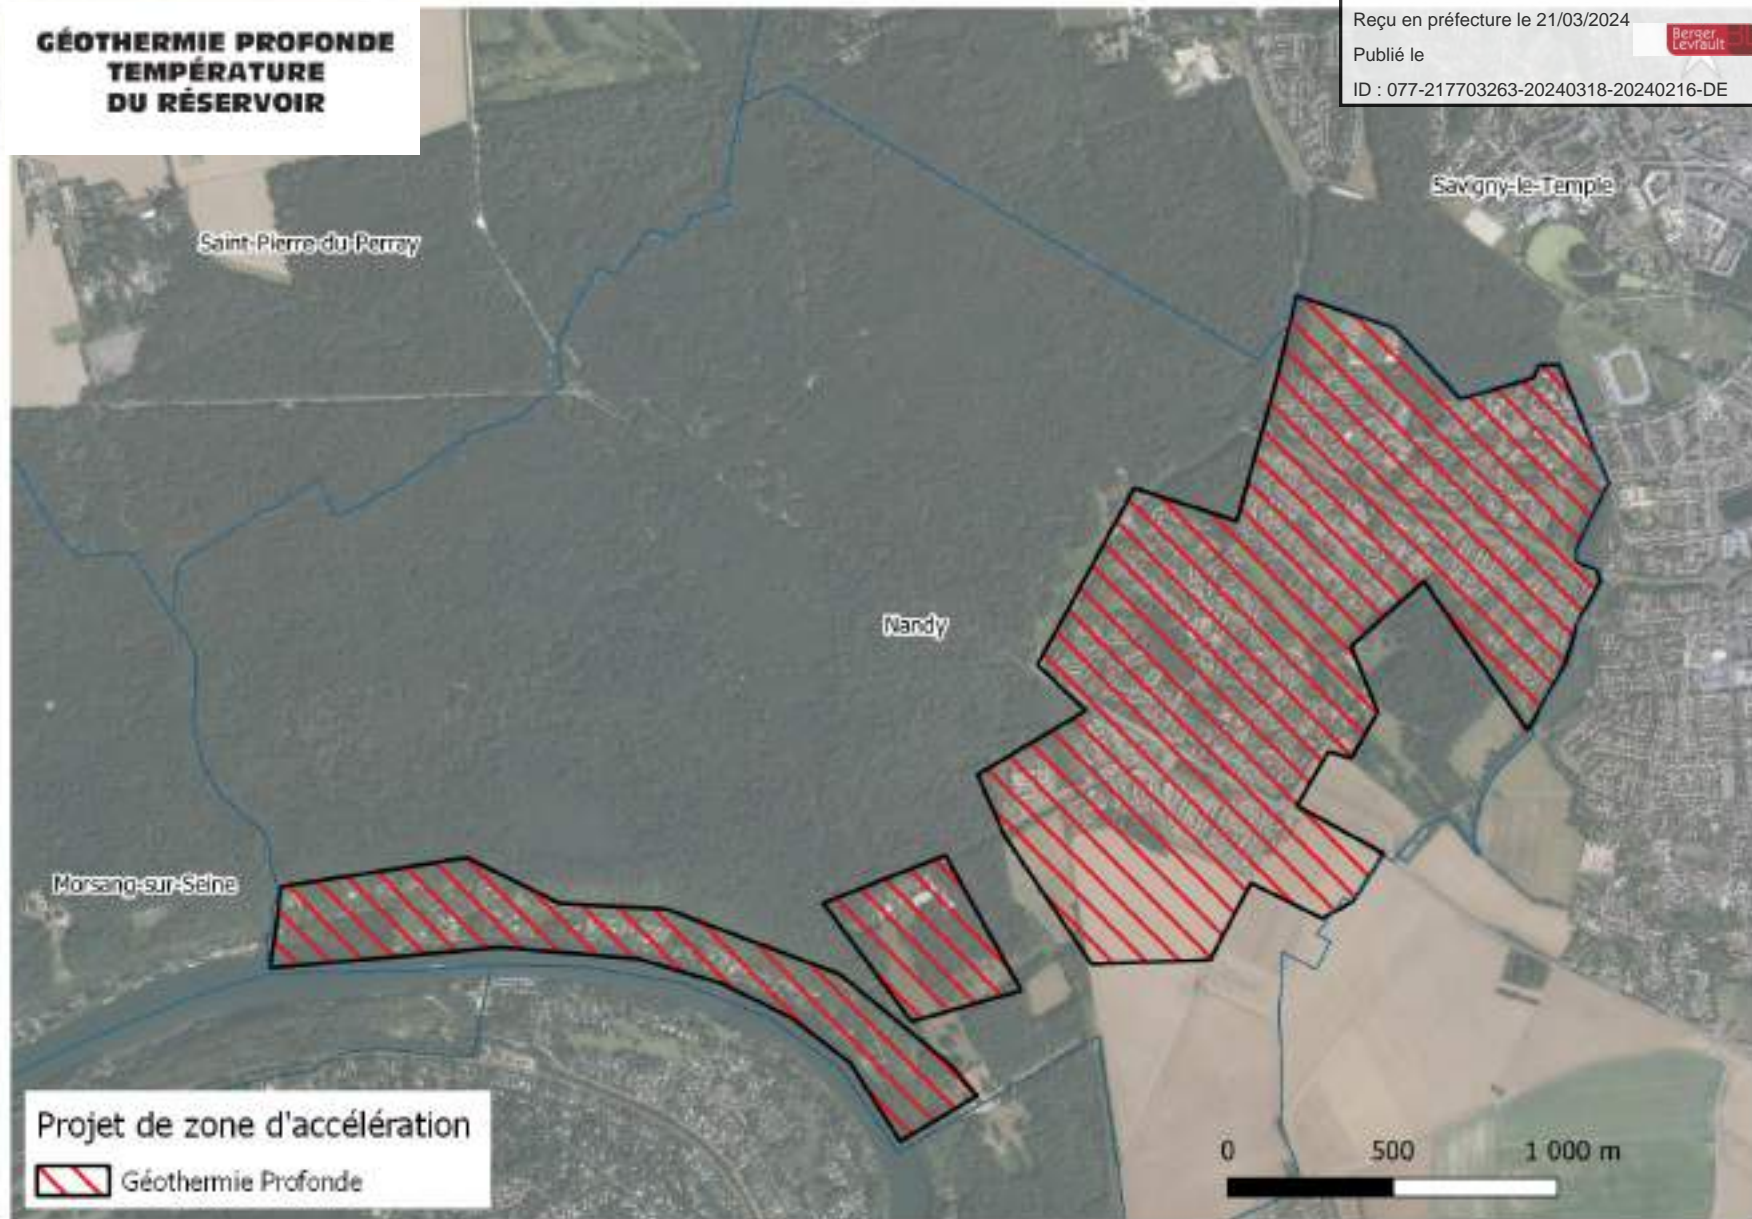 GÉOTHERMIE PROFONDE
TEMPÉRATURE
DU RÉSERVOIR
Reçu en préfecture le 21/03/2024
Publié le
ID : 077-217703263-20240318-20240216-DE
Berger
Levrault
Savigny-le-Temple
Saint-Pierre-du-Perray
Nandy
Morsang-sur-Seine
Projet de zone d'accélération
Géothermie Profonde
0 500 1 000 m